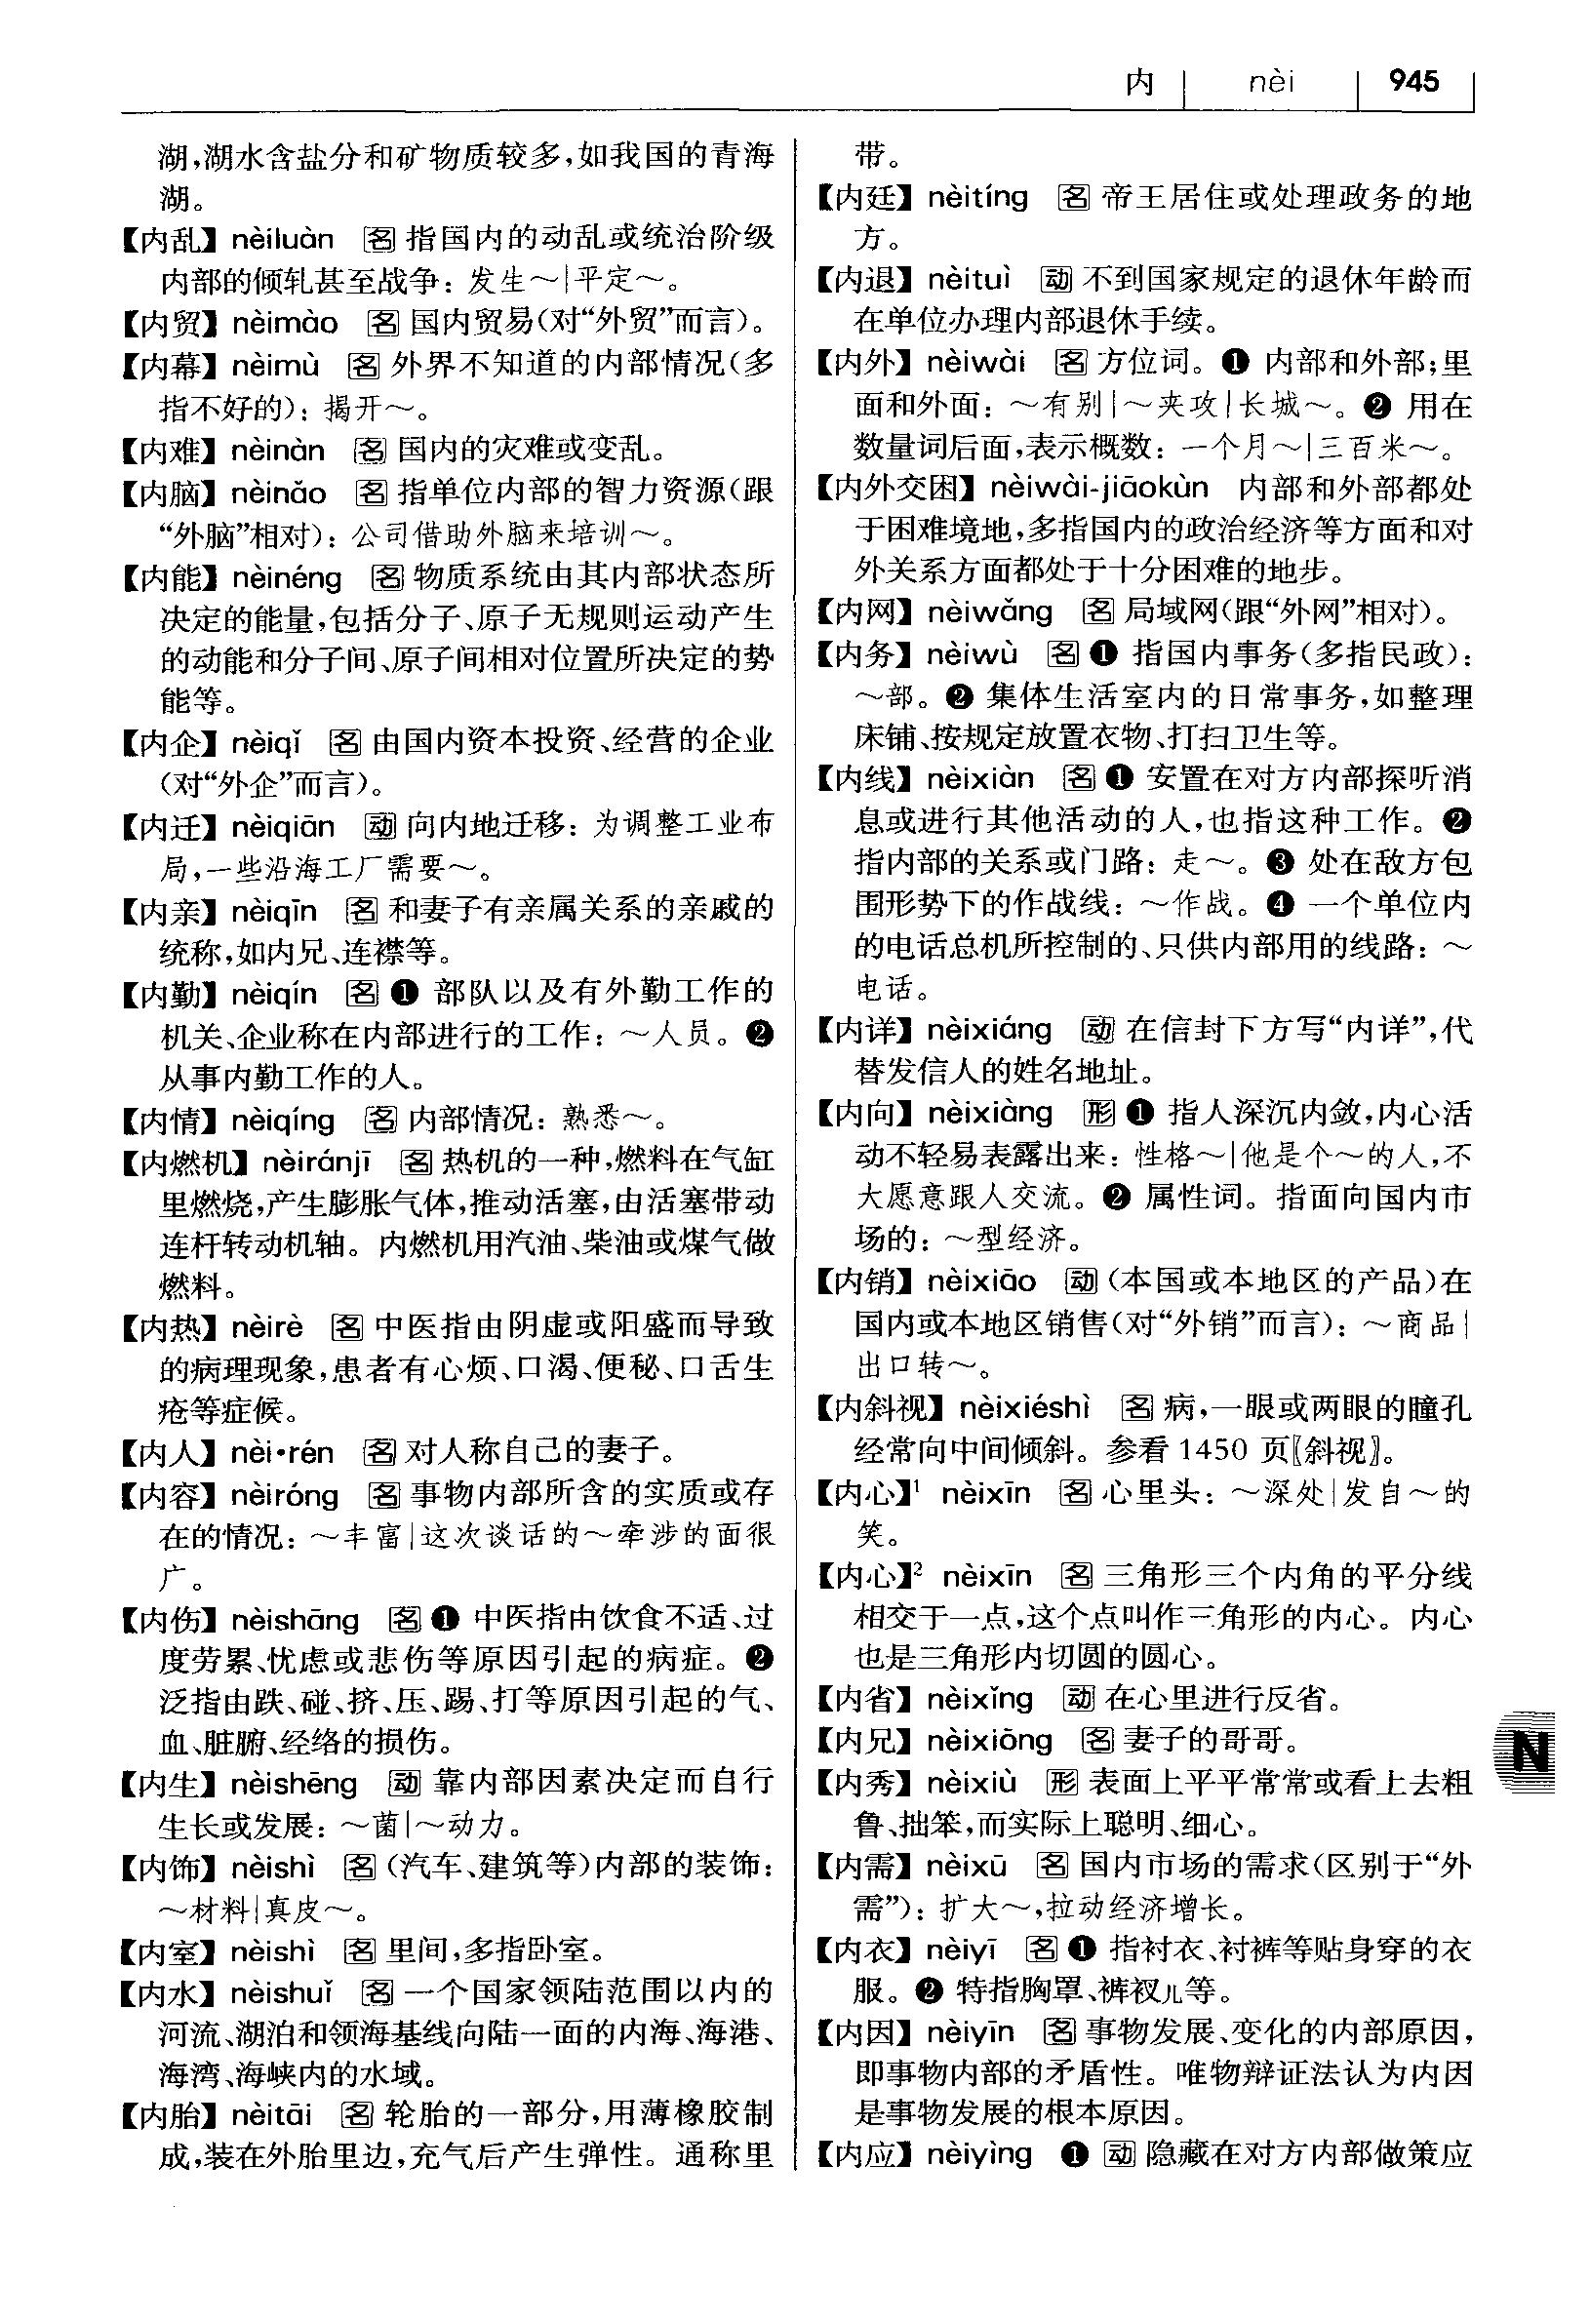 内 nèi 945
湖,湖水含盐分和矿物质较多,如我国的青海
湖。
【内乱】nèiluàn 名 指国内的动乱或统治阶级
内部的倾轧甚至战争：发生～|平定～。
【内贸】nèimào 名 国内贸易(对“外贸”而言)。
【内幕】nèimù 名 外界不知道的内部情况(多
指不好的)：揭开～。
【内难】nèinàn 名 国内的灾难或变乱。
【内脑】nèinǎo 名 指单位内部的智力资源(跟
“外脑”相对)：公司借助外脑来培训～。
【内能】nèinéng 名 物质系统由其内部状态所
决定的能量,包括分子、原子无规则运动产生
的动能和分子间、原子间相对位置所决定的势
能等。
【内企】nèiqǐ 名 由国内资本投资、经营的企业
(对“外企”而言)。
【内迁】nèiqiān 动 向内地迁移：为调整工业布
局,一些沿海工厂需要～。
【内亲】nèiqīn 名 和妻子有亲属关系的亲戚的
统称,如内兄、连襟等。
【内勤】nèiqín 名 ❶ 部队以及有外勤工作的
机关、企业称在内部进行的工作：～人员。❷
从事内勤工作的人。
【内情】nèiqíng 名 内部情况：熟悉～。
【内燃机】nèiránjī 名 热机的一种,燃料在气缸
里燃烧,产生膨胀气体,推动活塞,由活塞带动
连杆转动机轴。内燃机用汽油、柴油或煤气做
燃料。
【内热】nèirè 名 中医指由阴虚或阳盛而导致
的病理现象,患者有心烦、口渴、便秘、口舌生
疮等症候。
【内人】nèi•rén 名 对人称自己的妻子。
【内容】nèiróng 名 事物内部所含的实质或存
在的情况：～丰富|这次谈话的～牵涉的面很
广。
【内伤】nèishāng 名 ❶ 中医指由饮食不适、过
度劳累、忧虑或悲伤等原因引起的病症。❷
泛指由跌、碰、挤、压、踢、打等原因引起的气、
血、脏腑、经络的损伤。
【内生】nèishēng 动 靠内部因素决定而自行
生长或发展：～菌|～动力。
【内饰】nèishì 名 (汽车、建筑等)内部的装饰：
～材料|真皮～。
【内室】nèishì 名 里间,多指卧室。
【内水】nèishuǐ 名 一个国家领陆范围以内的
河流、湖泊和领海基线向陆一面的内海、海港、
海湾、海峡内的水域。
【内胎】nèitāi 名 轮胎的一部分,用薄橡胶制
成,装在外胎里边,充气后产生弹性。通称里
带。
【内廷】nèitíng 名 帝王居住或处理政务的地
方。
【内退】nèituì 动 不到国家规定的退休年龄而
在单位办理内部退休手续。
【内外】nèiwài 名 方位词。❶ 内部和外部;里
面和外面：～有别|～夹攻|长城～。❷ 用在
数量词后面,表示概数：一个月～|三百米～。
【内外交困】nèiwài-jiāokùn 内部和外部都处
于困难境地,多指国内的政治经济等方面和对
外关系方面都处于十分困难的地步。
【内网】nèiwǎng 名 局域网(跟“外网”相对)。
【内务】nèiwù 名 ❶ 指国内事务(多指民政)：
～部。❷ 集体生活室内的日常事务,如整理
床铺、按规定放置衣物、打扫卫生等。
【内线】nèixiàn 名 ❶ 安置在对方内部探听消
息或进行其他活动的人,也指这种工作。❷
指内部的关系或门路：走～。❸ 处在敌方包
围形势下的作战线：～作战。❹ 一个单位内
的电话总机所控制的、只供内部用的线路：～
电话。
【内详】nèixiáng 动 在信封下方写“内详”,代
替发信人的姓名地址。
【内向】nèixiàng 形 ❶ 指人深沉内敛,内心活
动不轻易表露出来：性格～|他是个～的人,不
大愿意跟人交流。❷ 属性词。指面向国内市
场的：～型经济。
【内销】nèixiāo 动 (本国或本地区的产品)在
国内或本地区销售(对“外销”而言)：～商品|
出口转～。
【内斜视】nèixiéshì 名 病,一眼或两眼的瞳孔
经常向中间倾斜。参看1450 页〖斜视〗。
【内心】¹ nèixīn 名 心里头：～深处|发自～的
笑。
【内心】² nèixīn 名 三角形三个内角的平分线
相交于一点,这个点叫作三角形的内心。内心
也是三角形内切圆的圆心。
【内省】nèixǐng 动 在心里进行反省。
【内兄】nèixiōng 名 妻子的哥哥。
【内秀】nèixiù 形 表面上平平常常或看上去粗
鲁、拙笨,而实际上聪明、细心。
【内需】nèixū 名 国内市场的需求(区别于“外
需”)：扩大～,拉动经济增长。
【内衣】nèiyī 名 ❶ 指衬衣、衬裤等贴身穿的衣
服。❷ 特指胸罩、裤衩儿等。
【内因】nèiyīn 名 事物发展、变化的内部原因,
即事物内部的矛盾性。唯物辩证法认为内因
是事物发展的根本原因。
【内应】nèiyìng ❶ 动 隐藏在对方内部做策应
N